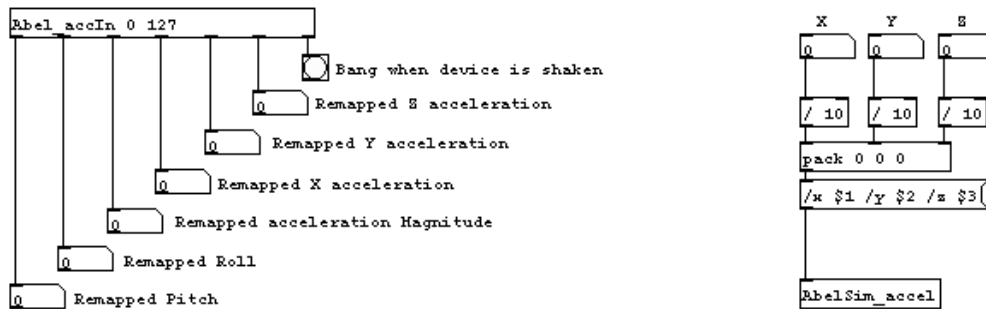 Abel_accIn 0 127
Bang when device is shaken
0 Remapped Z acceleration
0 Remapped Y acceleration
0 Remapped X acceleration
0 Remapped acceleration Magnitude
0 Remapped Roll
0 Remapped Pitch
X Y Z
0 0 0
/ 10 / 10 / 10
pack 0 0 0
/x $1 /y $2 /z $3
AbelSim_accel